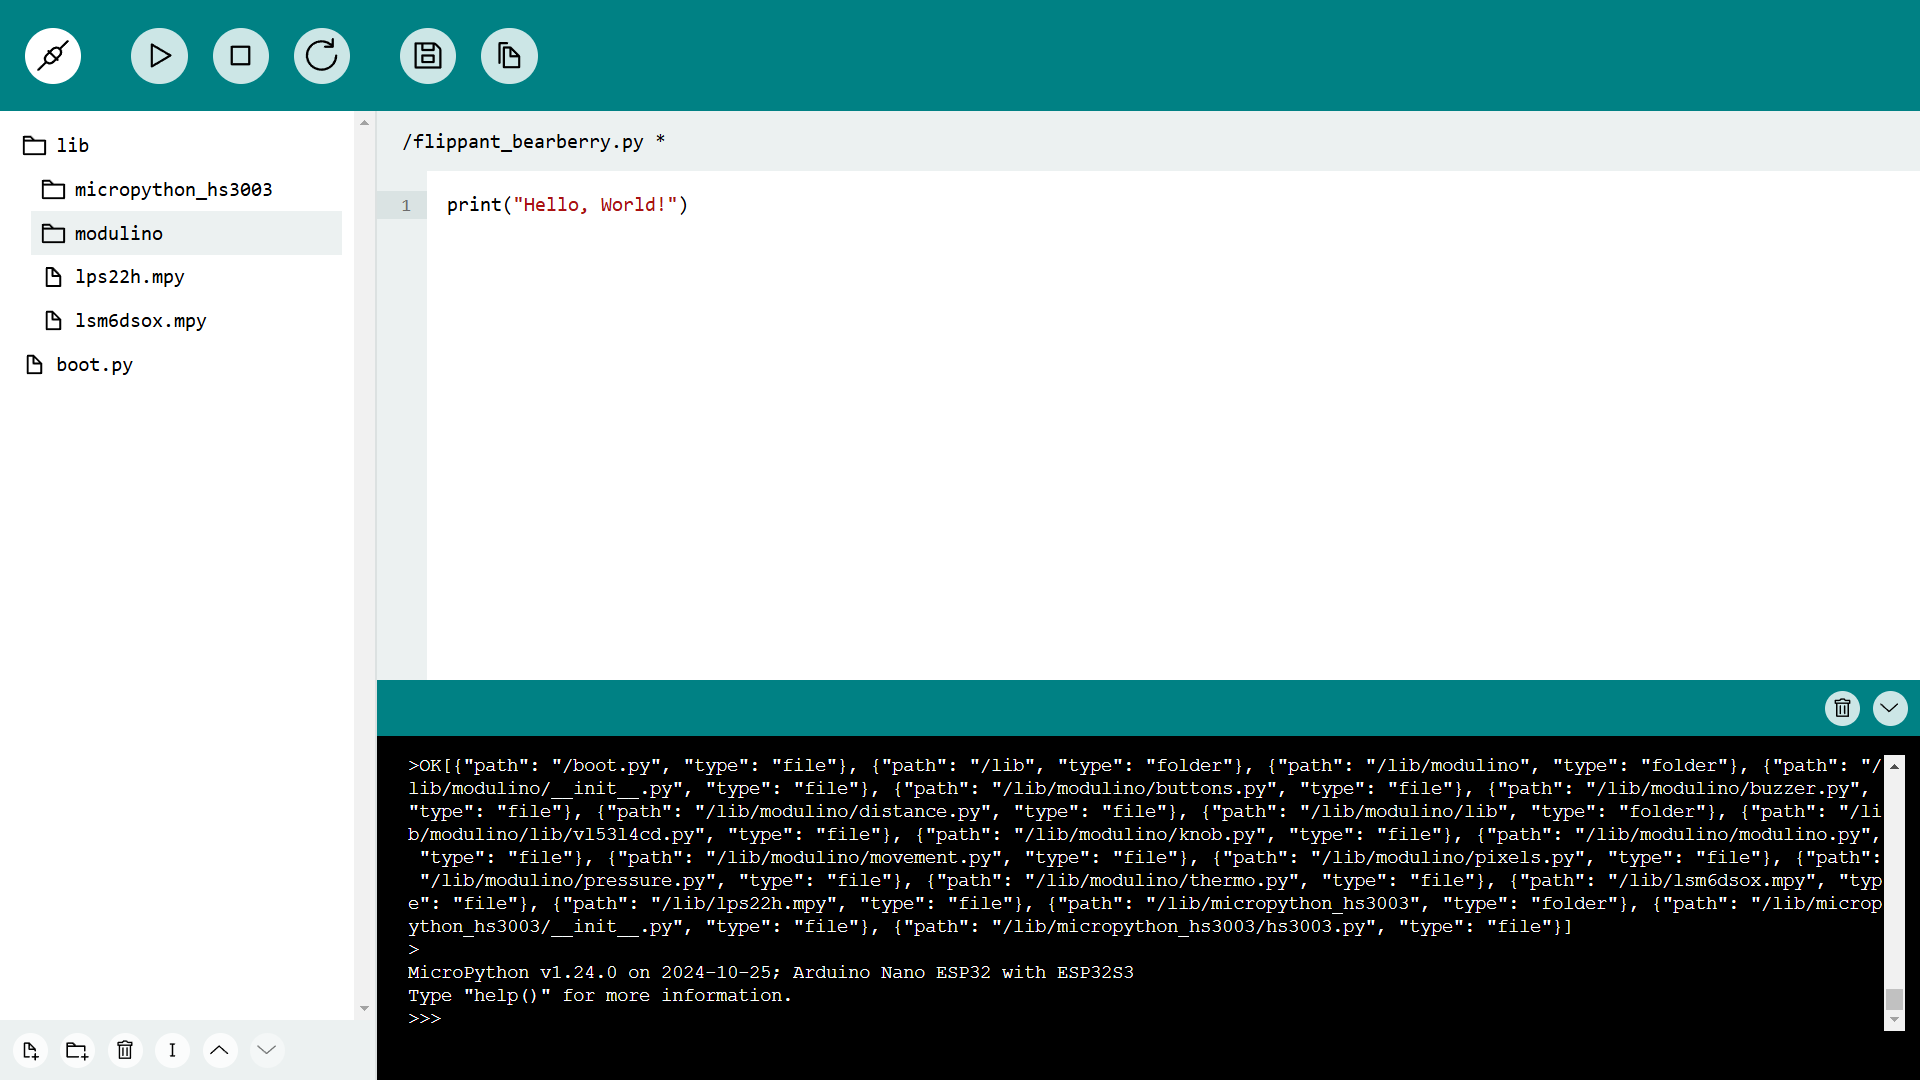 lib
micropython_hs3003
modulino
lps22h.mpy
lsm6dsox.mpy
boot.py
/flippant_bearberry.py *
1
print("Hello, World!")
>OK[{"path": "/boot.py", "type": "file"}, {"path": "/lib", "type": "folder"}, {"path": "/lib/modulino", "type": "folder"}, {"path": "/
lib/modulino/__init__.py", "type": "file"}, {"path": "/lib/modulino/buttons.py", "type": "file"}, {"path": "/lib/modulino/buzzer.py",
"type": "file"}, {"path": "/lib/modulino/distance.py", "type": "file"}, {"path": "/lib/modulino/lib", "type": "folder"}, {"path": "/li
b/modulino/lib/vl53l4cd.py", "type": "file"}, {"path": "/lib/modulino/knob.py", "type": "file"}, {"path": "/lib/modulino/modulino.py",
"type": "file"}, {"path": "/lib/modulino/movement.py", "type": "file"}, {"path": "/lib/modulino/pixels.py", "type": "file"}, {"path":
"/lib/modulino/pressure.py", "type": "file"}, {"path": "/lib/modulino/thermo.py", "type": "file"}, {"path": "/lib/lsm6dsox.mpy", "typ
e": "file"}, {"path": "/lib/lps22h.mpy", "type": "file"}, {"path": "/lib/micropython_hs3003", "type": "folder"}, {"path": "/lib/microp
ython_hs3003/__init__.py", "type": "file"}, {"path": "/lib/micropython_hs3003/hs3003.py", "type": "file"}]
>
MicroPython v1.24.0 on 2024-10-25; Arduino Nano ESP32 with ESP32S3
Type "help()" for more information.
>>>